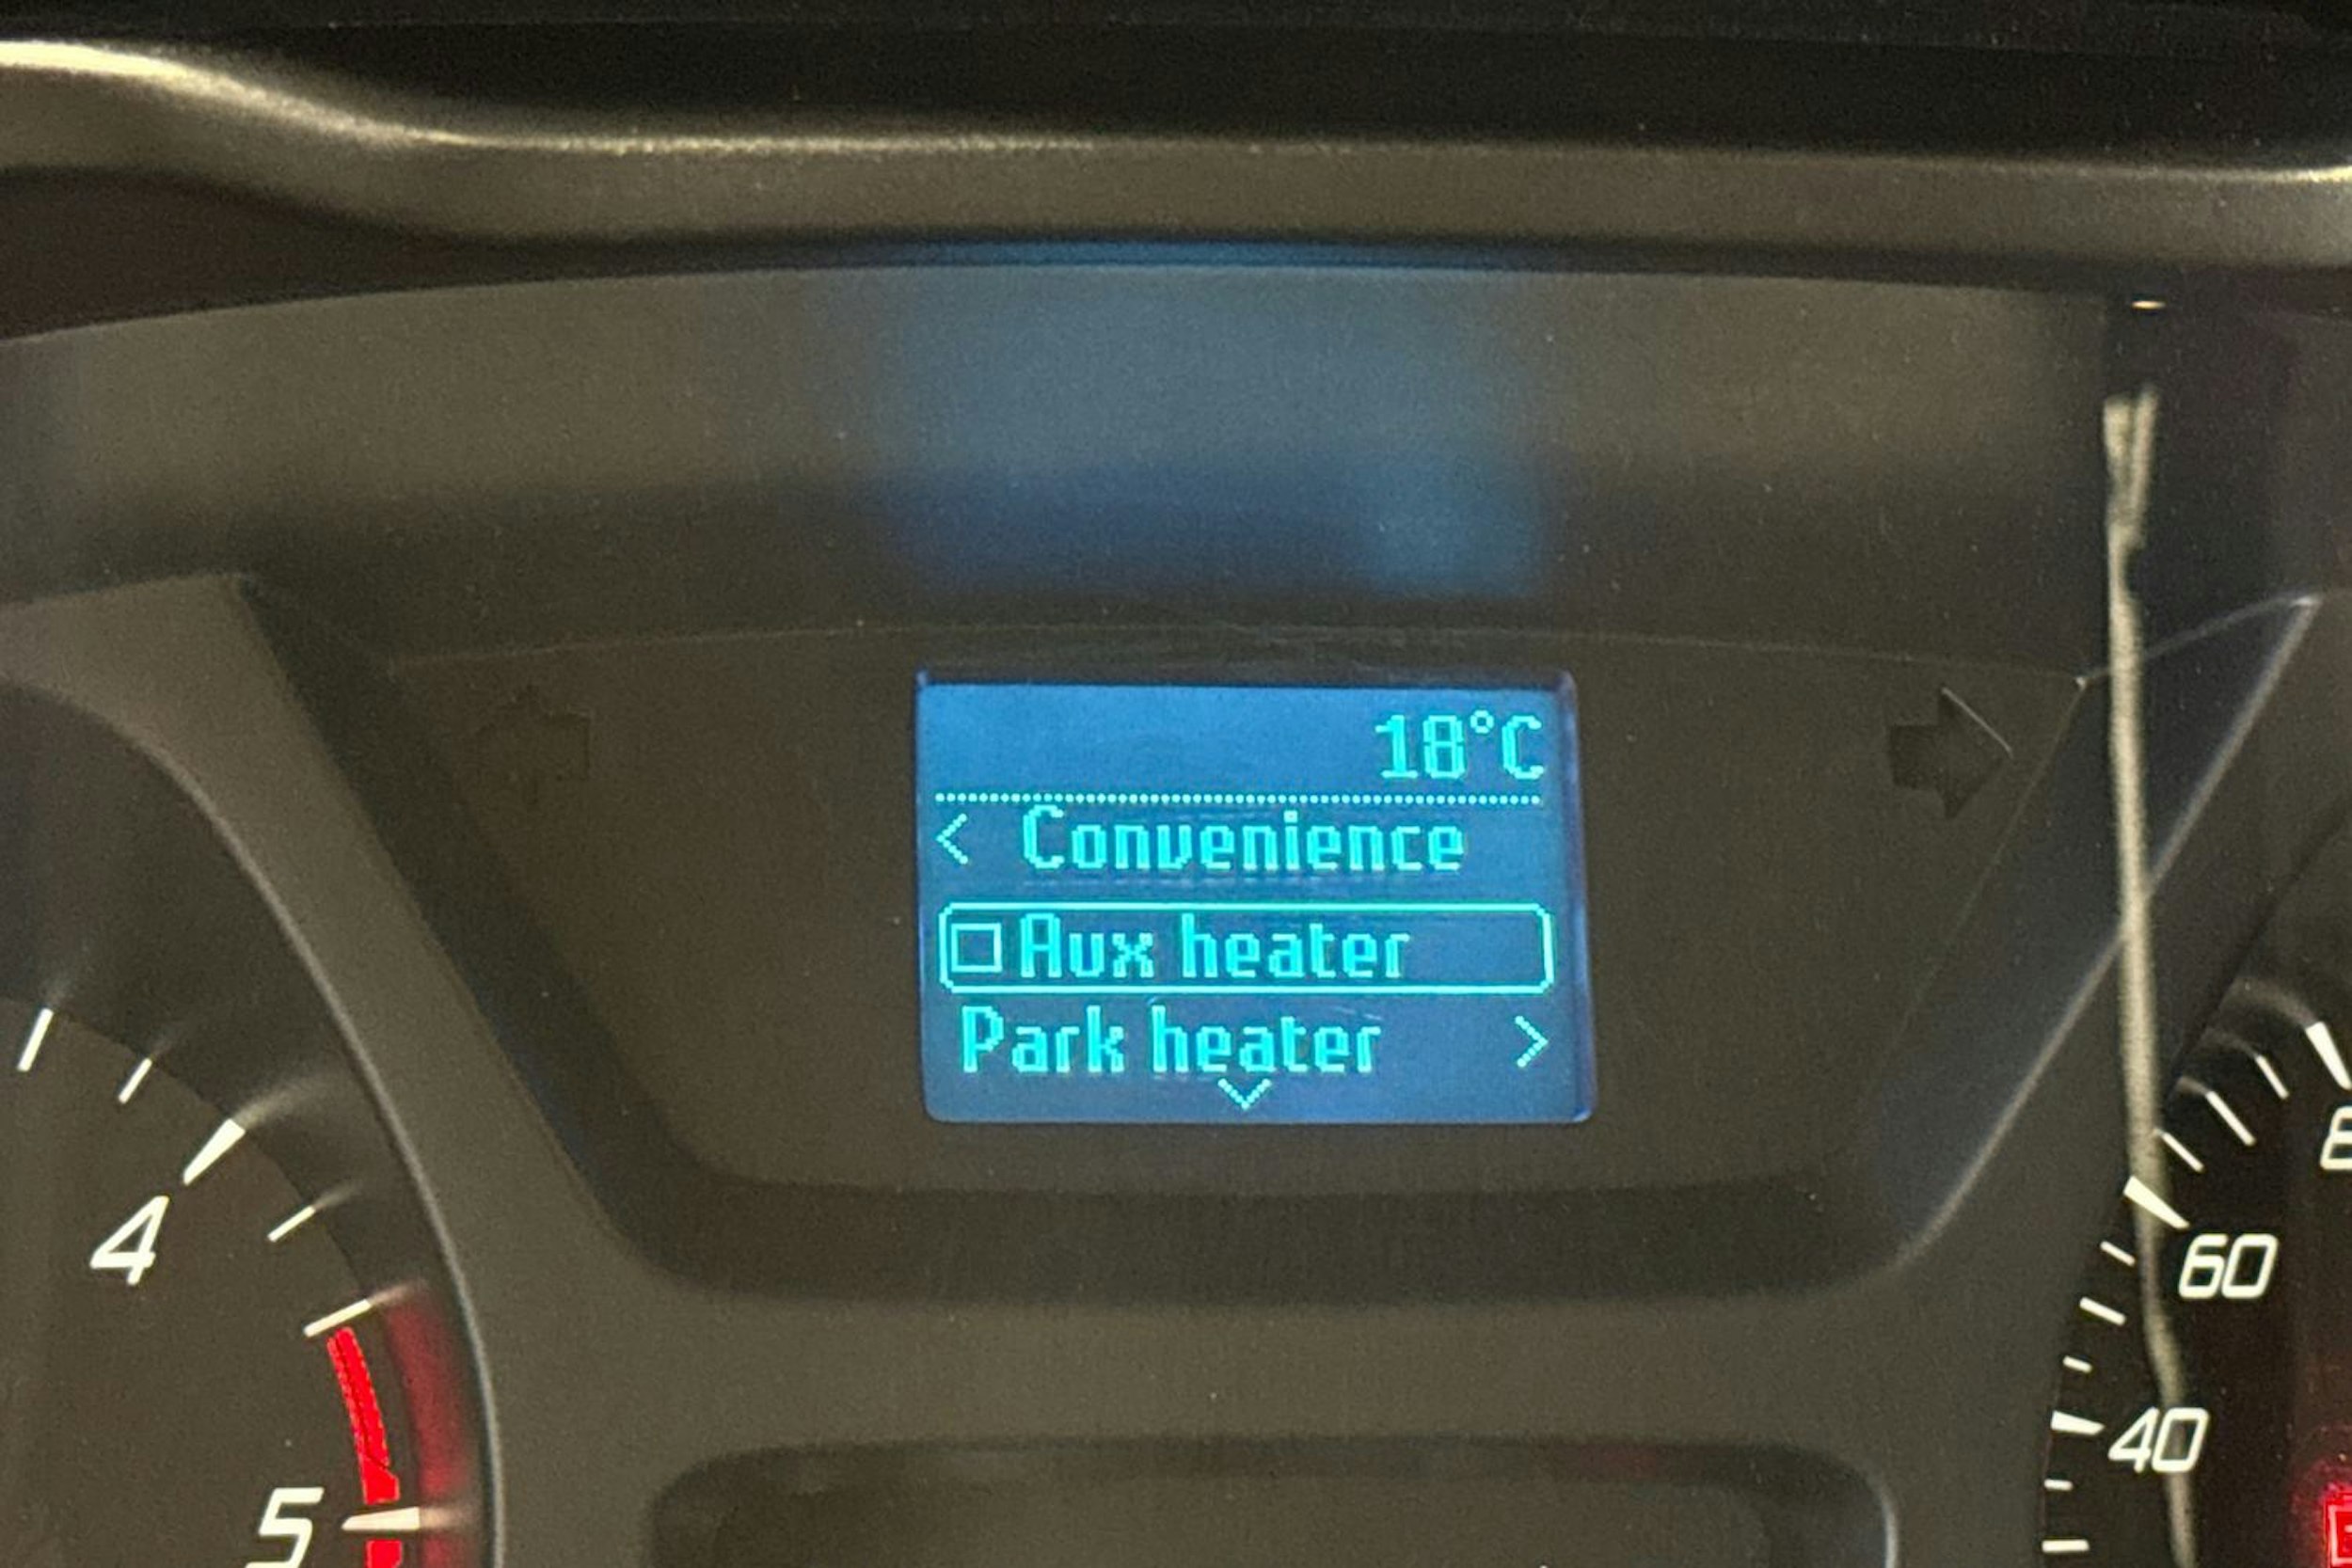 18°C
< Convenience
Aux heater
Park heater >
4
5
60
40